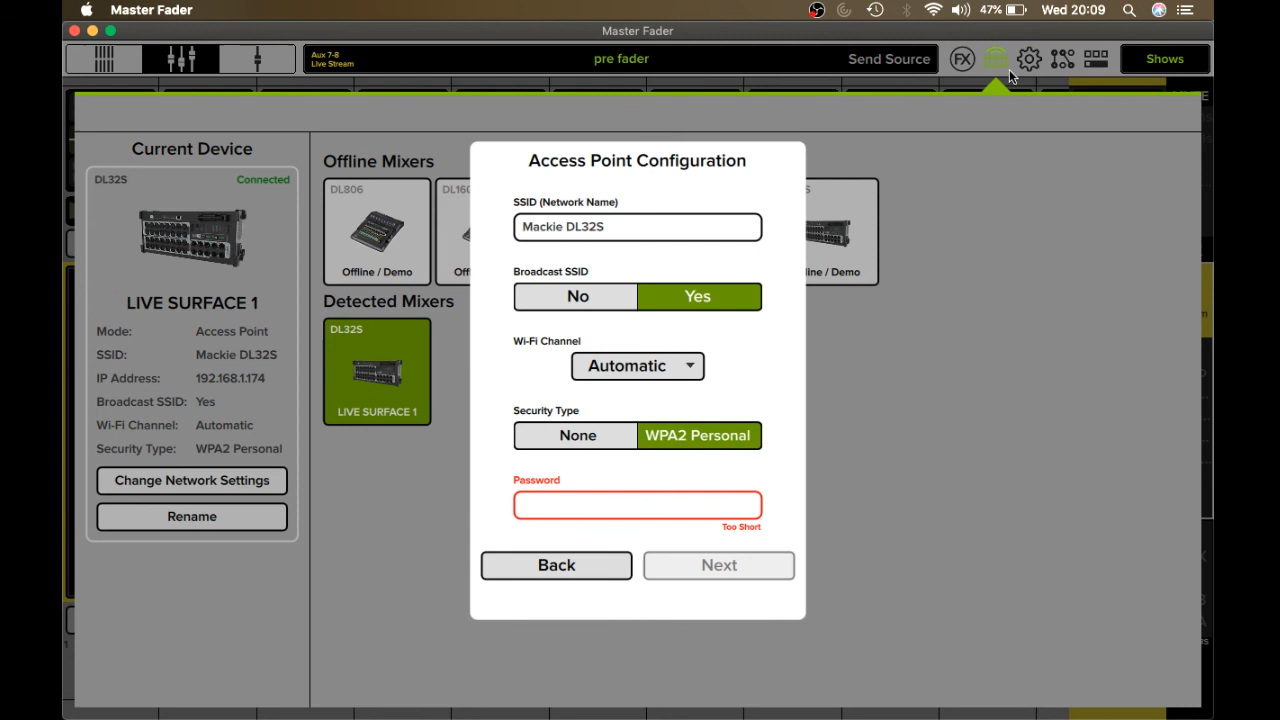 Master Fader
47%
Wed 20:09
Master Fader
Aux 7-8
Live Stream
pre fader
Send Source
FX
Shows
Current Device
DL32S
Connected
LIVE SURFACE 1
Mode: Access Point
SSID: Mackie DL32S
IP Address: 192.168.1.174
Broadcast SSID: Yes
Wi-Fi Channel: Automatic
Security Type: WPA2 Personal
Change Network Settings
Rename
Offline Mixers
DL806
Offline / Demo
Detected Mixers
DL32S
LIVE SURFACE 1
Access Point Configuration
SSID (Network Name)
Mackie DL32S
Broadcast SSID
No Yes
Wi-Fi Channel
Automatic
Security Type
None WPA2 Personal
Password
Too Short
Back Next